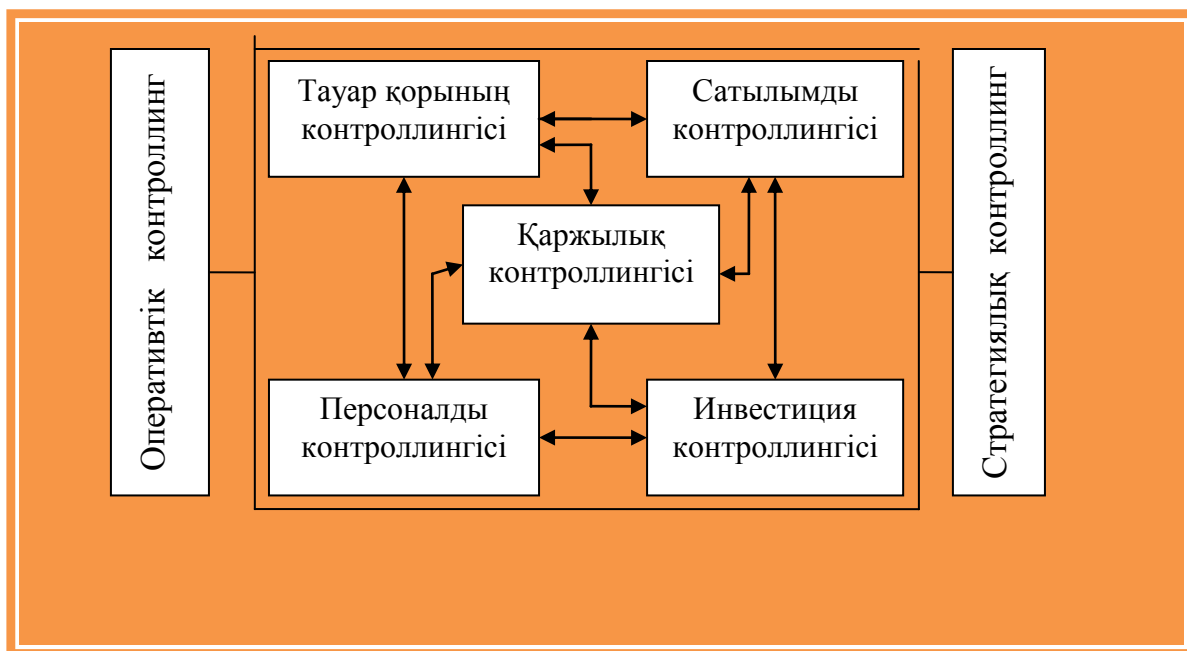 Оперативтік контроллинг
Тауар қорының
контроллингісі
Сатылымды
контроллингісі
Қаржылық
контроллингісі
Персоналды
контроллингісі
Инвестиция
контроллингісі
Стратегиялық контроллинг